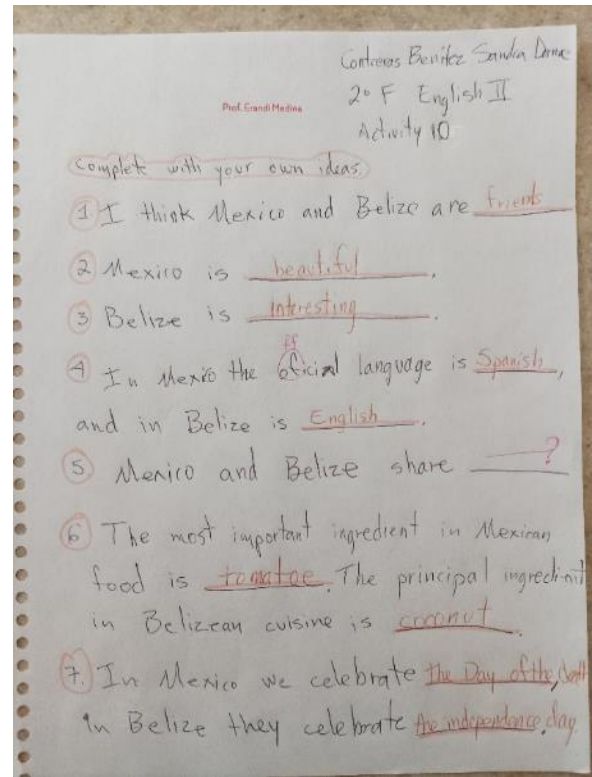 Contreras Benitez Sandra
Prof. Erandi Medina
2° F English II
Activity 10
Complete with your own ideas.
1 I think Mexico and Belize are friends
2 Mexico is beautiful.
3 Belize is interesting.
ff
4 In Mexico the oficial language is Spanish,
and in Belize is English.
5 Mexico and Belize share ?
6 The most important ingredient in Mexican
food is tomatoe. The principal ingredient
in Belizean cuisine is coconut.
7. In Mexico we celebrate the Day of the,
in Belize they celebrate the independence day.